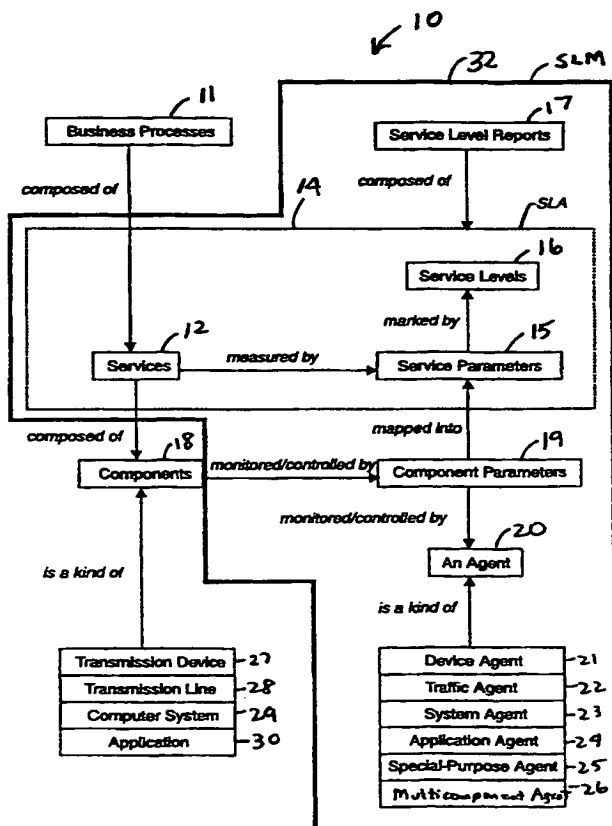 10
32 SLM
11 17
Business Processes Service Level Reports
composed of composed of
14 SLA
16
Service Levels
marked by
12 15
Services measured by Service Parameters
composed of mapped into
18 19
Components monitored/controlled by Component Parameters
monitored/controlled by
20
An Agent
is a kind of is a kind of
Transmission Device 27 Device Agent 21
Transmission Line 28 Traffic Agent 22
Computer System 29 System Agent 23
Application 30 Application Agent 24
Special-Purpose Agent 25
Multicomponent Agent 26